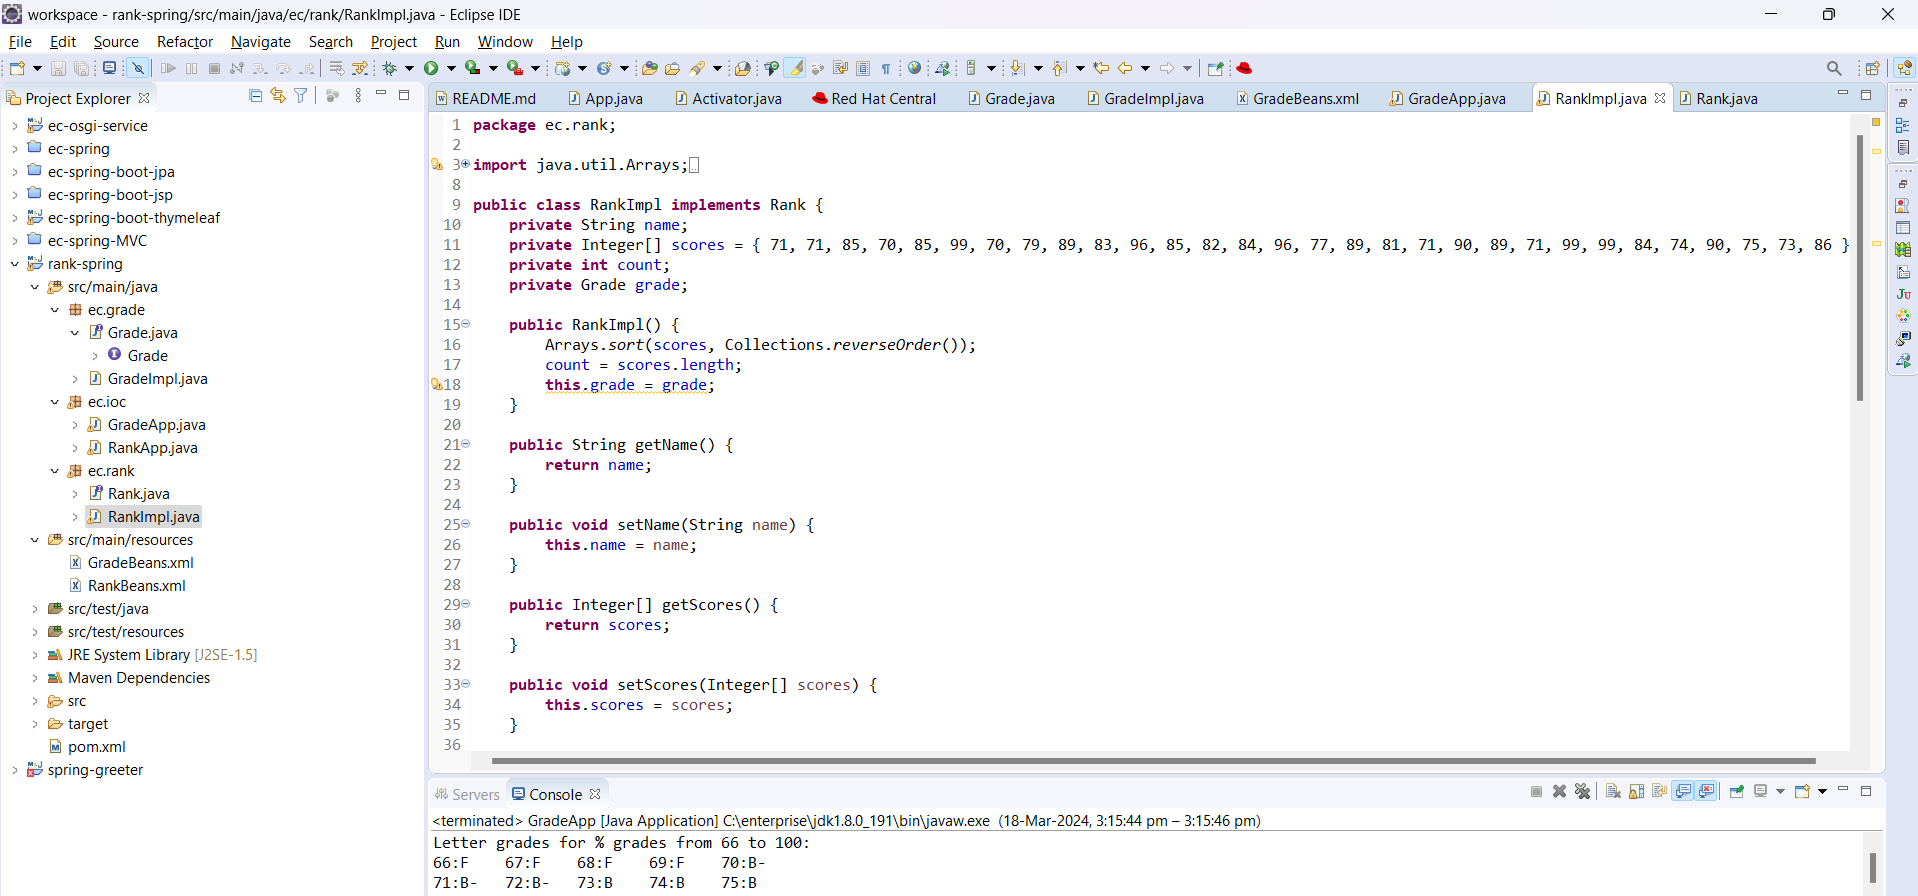 workspace - rank-spring/src/main/java/ec/rank/RankImpl.java - Eclipse IDE
File Edit Source Refactor Navigate Search Project Run Window Help
Project Explorer
README.md App.java Activator.java Red Hat Central Grade.java GradeImpl.java GradeBeans.xml GradeApp.java RankImpl.java Rank.java
ec-osgi-service
ec-spring
ec-spring-boot-jpa
ec-spring-boot-jsp
ec-spring-boot-thymeleaf
ec-spring-MVC
rank-spring
src/main/java
ec.grade
Grade.java
Grade
GradeImpl.java
ec.ioc
GradeApp.java
RankApp.java
ec.rank
Rank.java
RankImpl.java
src/main/resources
GradeBeans.xml
RankBeans.xml
src/test/java
src/test/resources
JRE System Library [J2SE-1.5]
Maven Dependencies
src
target
pom.xml
spring-greeter
1 package ec.rank;
2
3 import java.util.Arrays;
8
9 public class RankImpl implements Rank {
10 private String name;
11 private Integer[] scores = { 71, 71, 85, 70, 85, 99, 70, 79, 89, 83, 96, 85, 82, 84, 96, 77, 89, 81, 71, 90, 89, 71, 99, 99, 84, 74, 90, 75, 73, 86 }
12 private int count;
13 private Grade grade;
14
15 public RankImpl() {
16 Arrays.sort(scores, Collections.reverseOrder());
17 count = scores.length;
18 this.grade = grade;
19 }
20
21 public String getName() {
22 return name;
23 }
24
25 public void setName(String name) {
26 this.name = name;
27 }
28
29 public Integer[] getScores() {
30 return scores;
31 }
32
33 public void setScores(Integer[] scores) {
34 this.scores = scores;
35 }
36
Servers Console
<terminated> GradeApp [Java Application] C:\enterprise\jdk1.8.0_191\bin\javaw.exe (18-Mar-2024, 3:15:44 pm – 3:15:46 pm)
Letter grades for % grades from 66 to 100:
66:F 67:F 68:F 69:F 70:B-
71:B- 72:B- 73:B 74:B 75:B